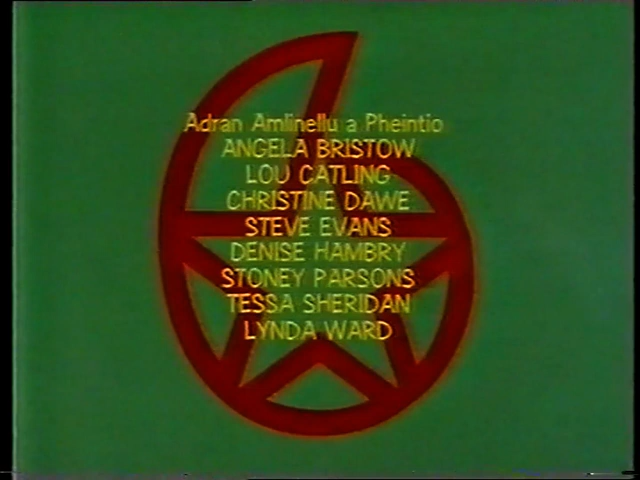 Adran Amlinellu a Pheintio
ANGELA BRISTOW
LOU CATLING
CHRISTINE DAWE
STEVE EVANS
DENISE HAMBRY
STONEY PARSONS
TESSA SHERIDAN
LYNDA WARD